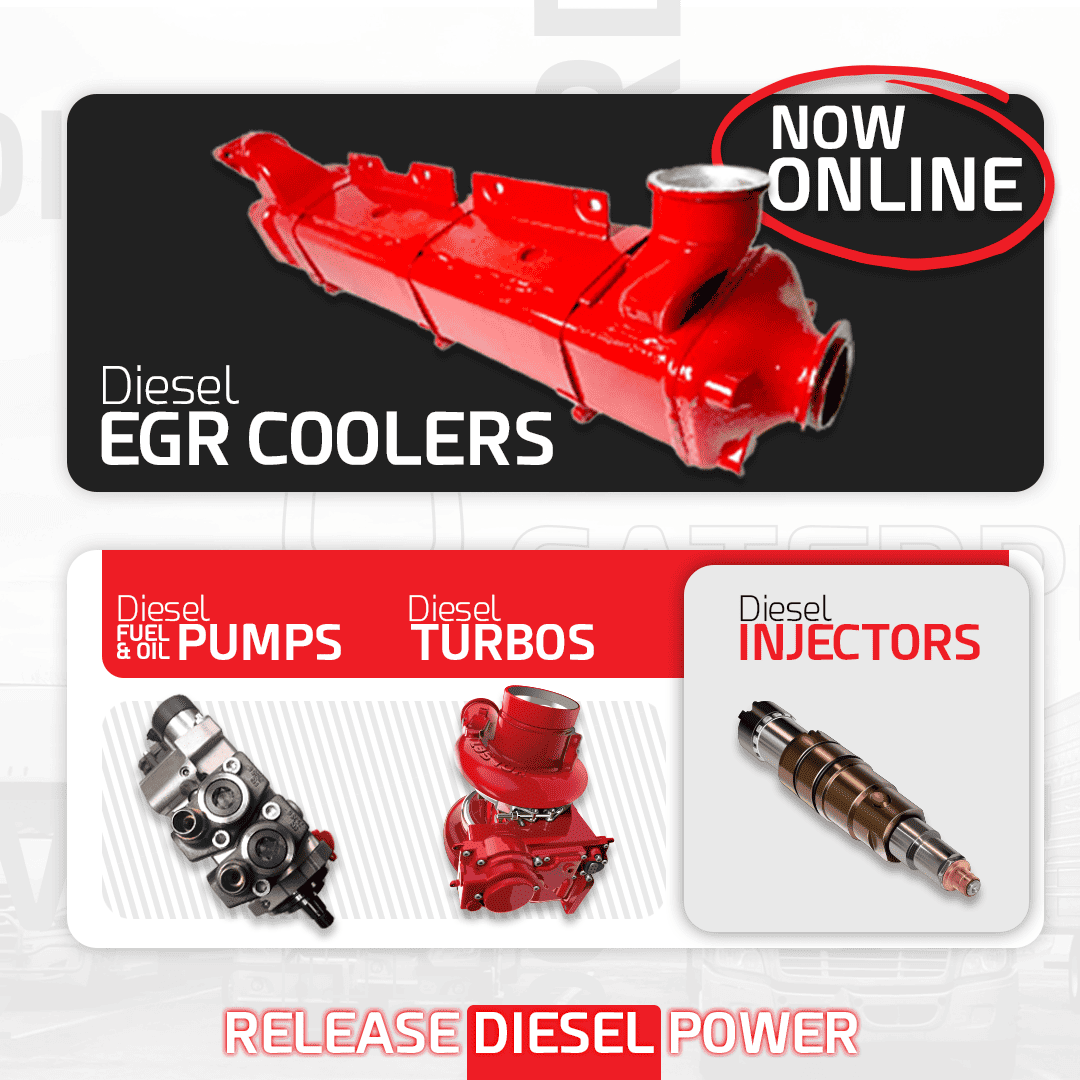 NOW
ONLINE
Diesel
EGR COOLERS
Diesel
FUEL
& OIL
PUMPS
Diesel
TURBOS
Diesel
INJECTORS
RELEASE DIESEL POWER